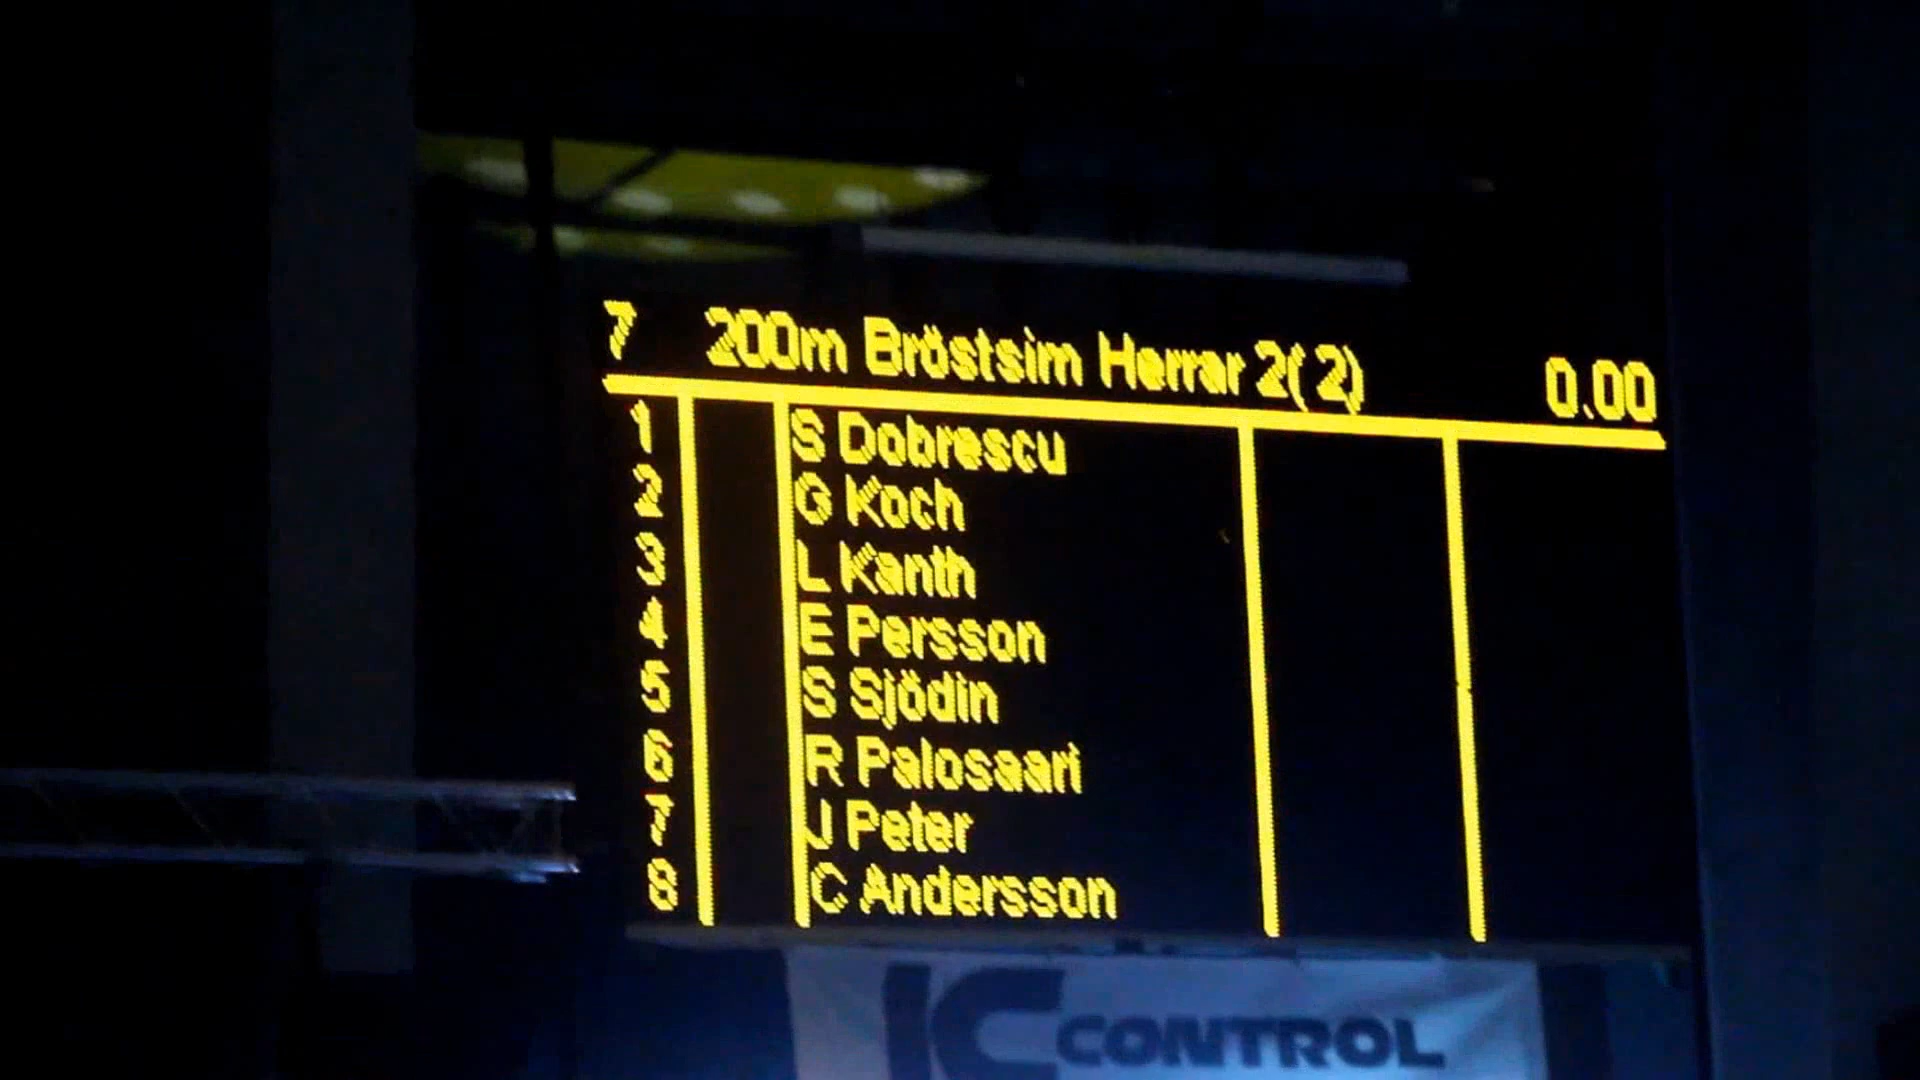 7 200m Bröstsim Herrar 2( 2) 0.00
1 S Dobrescu
2 G Koch
3 L Kanth
4 E Persson
5 S Sjödin
6 R Palosaari
7 J Peter
8 C Andersson
IC CONTROL